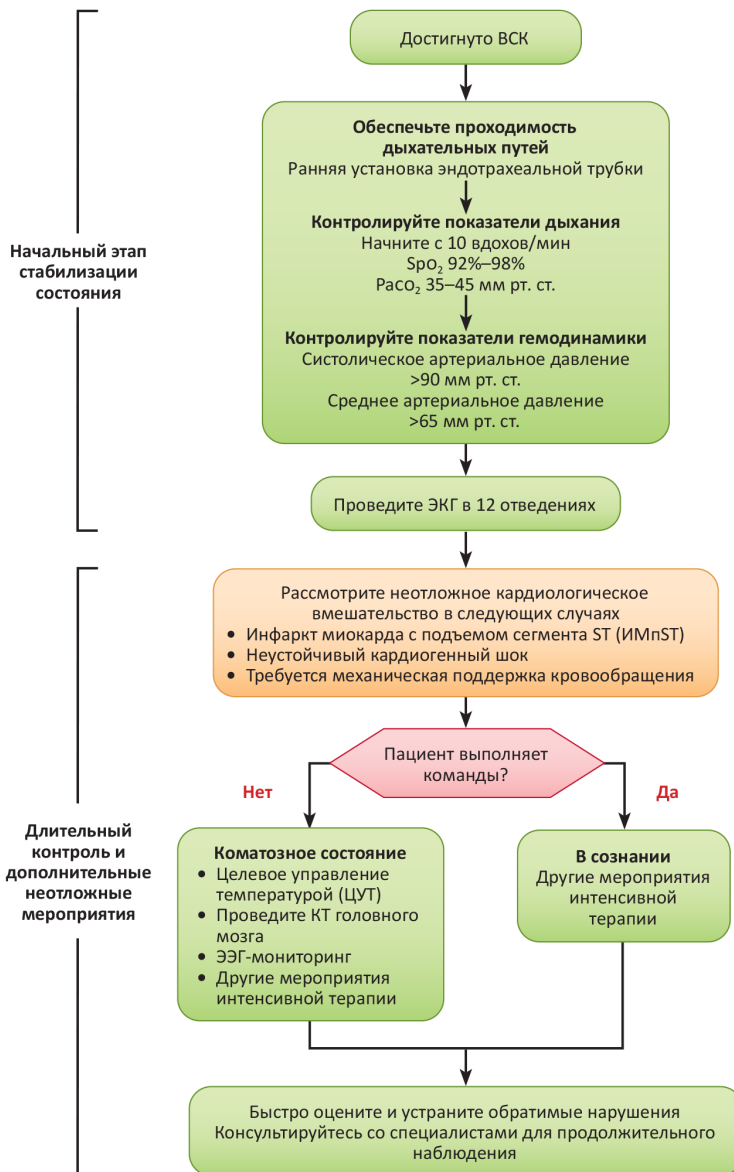 Достигнуто ВСК
Обеспечьте проходимость
дыхательных путей
Ранняя установка эндотрахеальной трубки
Контролируйте показатели дыхания
Начните с 10 вдохов/мин
SpO₂ 92%–98%
PaCO₂ 35–45 мм рт. ст.
Контролируйте показатели гемодинамики
Систолическое артериальное давление
>90 мм рт. ст.
Среднее артериальное давление
>65 мм рт. ст.
Начальный этап
стабилизации
состояния
Проведите ЭКГ в 12 отведениях
Рассмотрите неотложное кардиологическое
вмешательство в следующих случаях
• Инфаркт миокарда с подъемом сегмента ST (ИМпST)
• Неустойчивый кардиогенный шок
• Требуется механическая поддержка кровообращения
Пациент выполняет
команды?
Нет
Да
Длительный
контроль и
дополнительные
неотложные
мероприятия
Коматозное состояние
• Целевое управление
температурой (ЦУТ)
• Проведите КТ головного
мозга
• ЭЭГ-мониторинг
• Другие мероприятия
интенсивной терапии
В сознании
Другие мероприятия
интенсивной
терапии
Быстро оцените и устраните обратимые нарушения
Консультируйтесь со специалистами для продолжительного
наблюдения